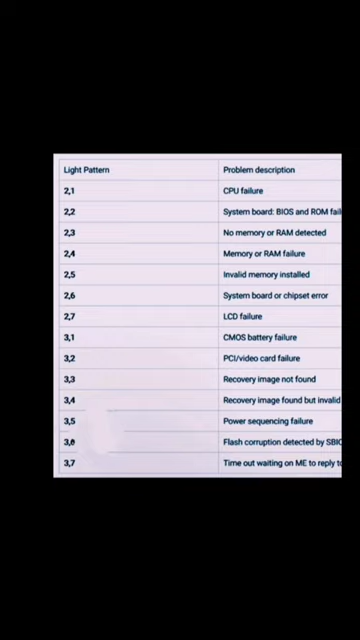 Light Pattern Problem description
2,1 CPU failure
2,2 System board: BIOS and ROM fail
2,3 No memory or RAM detected
2,4 Memory or RAM failure
2,5 Invalid memory installed
2,6 System board or chipset error
2,7 LCD failure
3,1 CMOS battery failure
3,2 PCI/video card failure
3,3 Recovery image not found
3,4 Recovery image found but invalid
3,5 Power sequencing failure
Flash corruption detected by SBIO
3,7 Time out waiting on ME to reply to